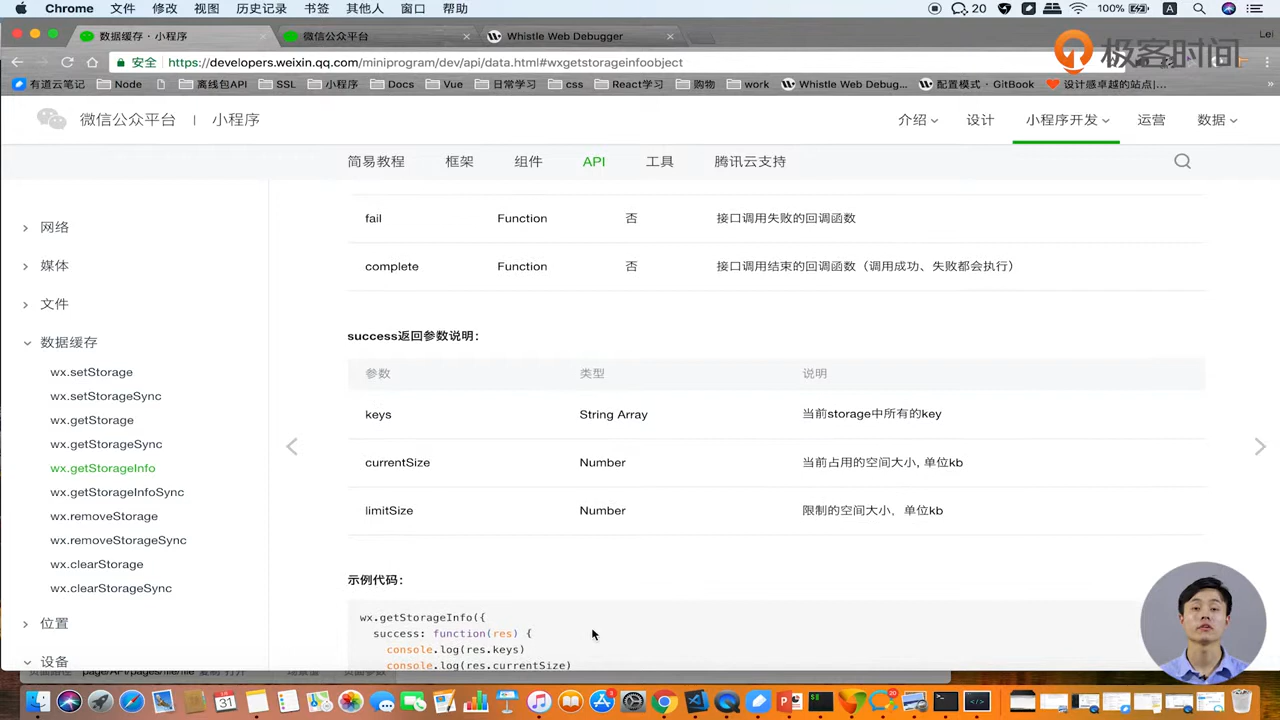 Chrome 文件 修改 视图 历史记录 书签 其他人 窗口 帮助 20 100%
数据缓存 · 小程序 微信公众平台 Whistle Web Debugger Lei
极客时间
安全 https://developers.weixin.qq.com/miniprogram/dev/api/data.html#wxgetstorageinfoobject
有道云笔记 Node 离线包API SSL 小程序 Docs Vue 日常学习 css React学习 购物 work Whistle Web Debug... 配置模式 · GitBook 设计感卓越的站点|...
微信公众平台 | 小程序 介绍 设计 小程序开发 运营 数据
简易教程 框架 组件 API 工具 腾讯云支持
网络
媒体
文件
数据缓存
wx.setStorage
wx.setStorageSync
wx.getStorage
wx.getStorageSync
wx.getStorageInfo
wx.getStorageInfoSync
wx.removeStorage
wx.removeStorageSync
wx.clearStorage
wx.clearStorageSync
位置
设备
fail Function 否 接口调用失败的回调函数
complete Function 否 接口调用结束的回调函数（调用成功、失败都会执行）
success返回参数说明：
参数 类型 说明
keys String Array 当前storage中所有的key
currentSize Number 当前占用的空间大小, 单位kb
limitSize Number 限制的空间大小，单位kb
示例代码：
wx.getStorageInfo({
success: function(res) {
console.log(res.keys)
console.log(res.currentSize)